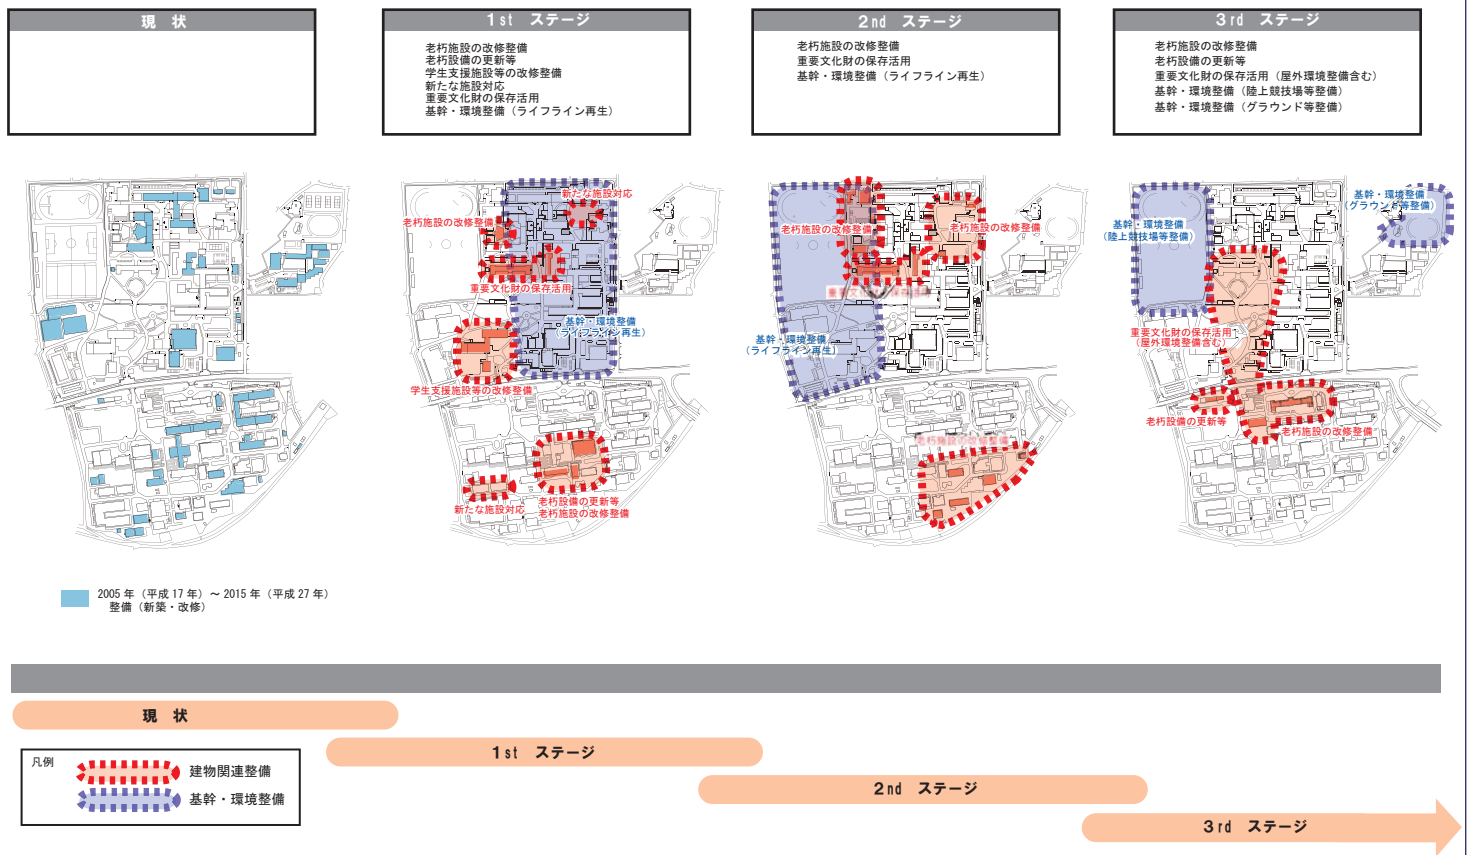 現　状
1st　ステージ
老朽施設の改修整備
老朽設備の更新等
学生支援施設等の改修整備
新たな施設対応
重要文化財の保存活用
基幹・環境整備（ライフライン再生）
2nd　ステージ
老朽施設の改修整備
重要文化財の保存活用
基幹・環境整備（ライフライン再生）
3rd　ステージ
老朽施設の改修整備
老朽設備の更新等
重要文化財の保存活用（屋外環境整備含む）
基幹・環境整備（陸上競技場等整備）
基幹・環境整備（グラウンド等整備）
新たな施設対応
老朽施設の改修整備
重要文化財の保存活用
基幹・環境整備
（ライフライン再生）
学生支援施設等の改修整備
新たな施設対応
老朽設備の更新等
老朽施設の改修整備
老朽施設の改修整備
老朽施設の改修整備
重要文化財の保存活用
基幹・環境整備
（ライフライン再生）
老朽施設の改修整備
基幹・環境整備
（グラウンド等整備）
基幹・環境整備
（陸上競技場等整備）
重要文化財の保存活用
（屋外環境整備含む）
老朽設備の更新等
老朽施設の改修整備
2005 年（平成 17 年）～ 2015 年（平成 27 年）
整備（新築・改修）
現　状
1st　ステージ
2nd　ステージ
3rd　ステージ
凡例
建物関連整備
基幹・環境整備